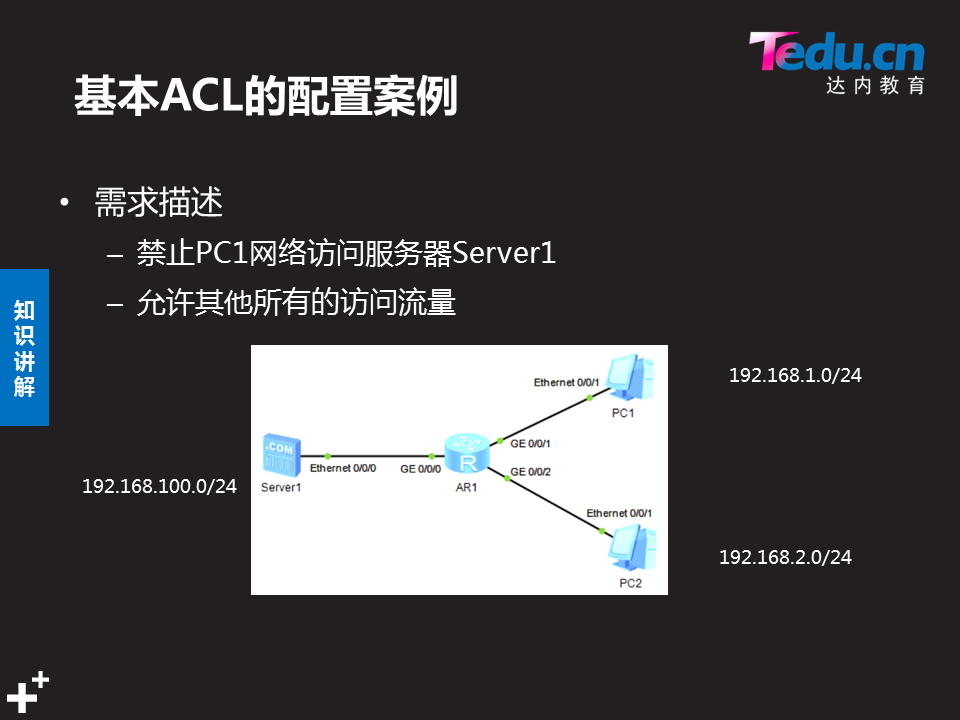 Tedu.cn
达内教育
基本ACL的配置案例
• 需求描述
– 禁止PC1网络访问服务器Server1
– 允许其他所有的访问流量
知
识
讲
解
Ethernet 0/0/1
PC1
192.168.1.0/24
GE 0/0/1
.COM
Ethernet 0/0/0
GE 0/0/0
R
GE 0/0/2
Server1
AR1
192.168.100.0/24
Ethernet 0/0/1
PC2
192.168.2.0/24